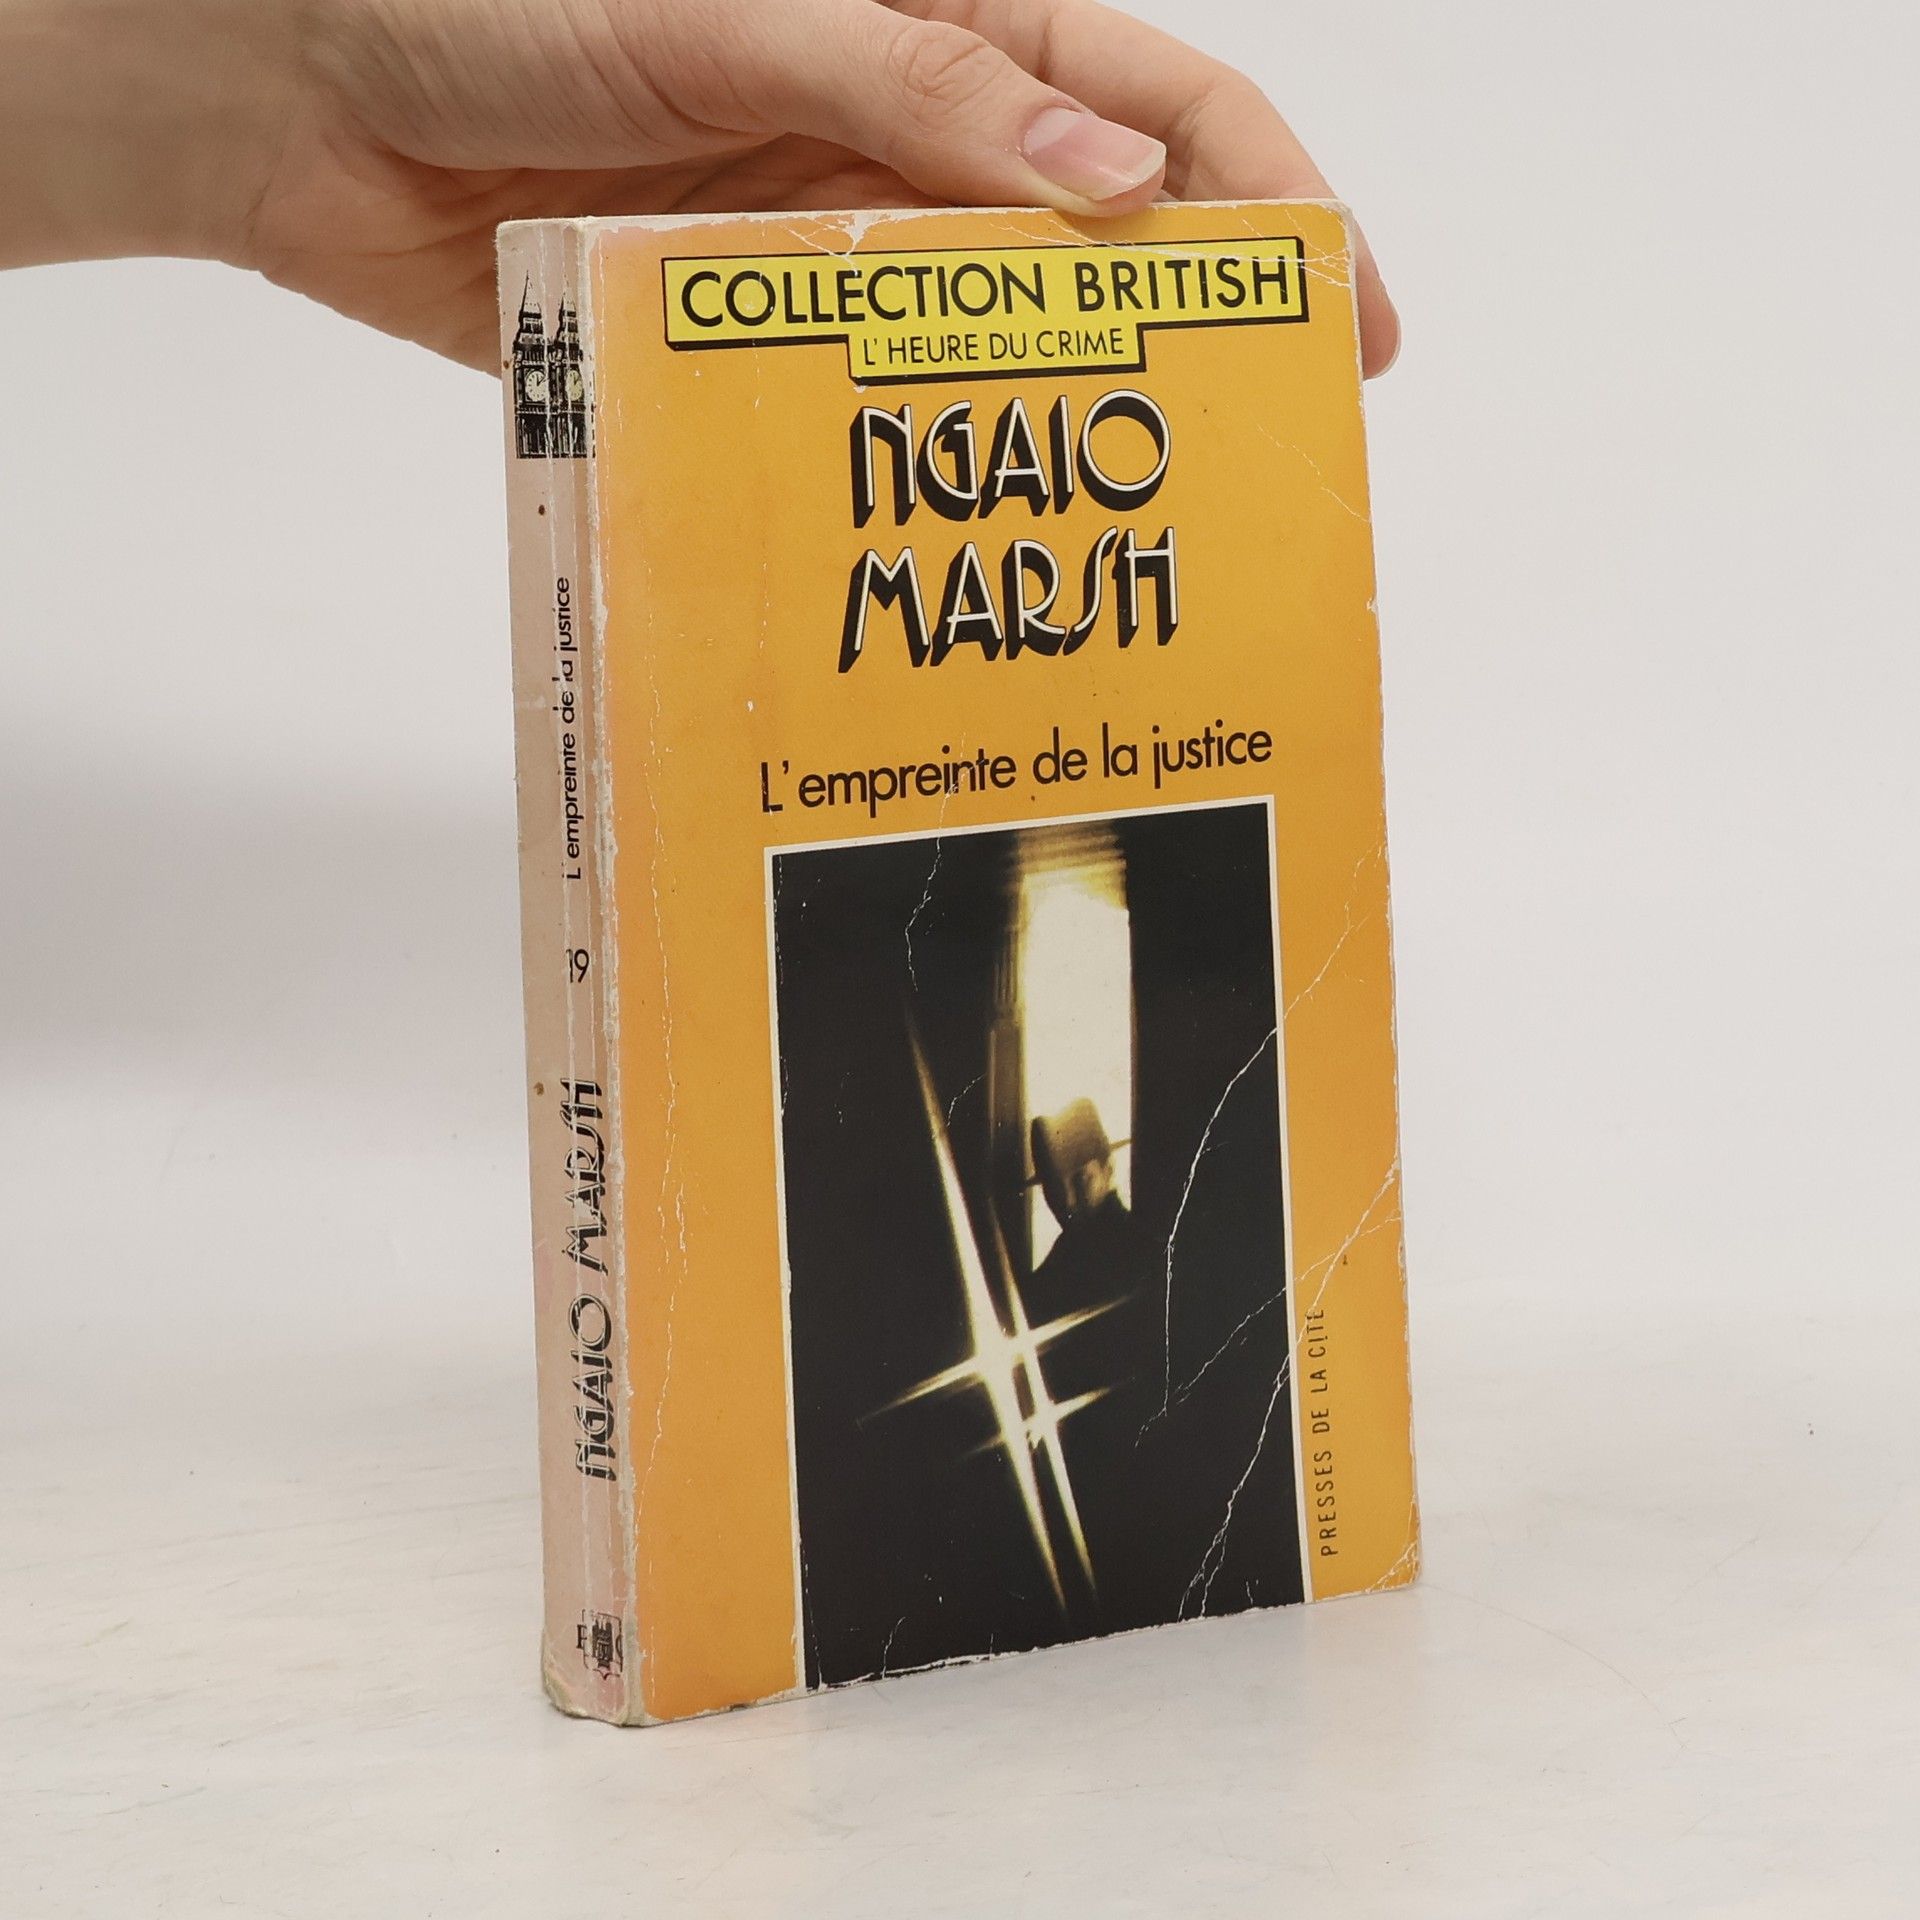 COLLECTION BRITISH
L'HEURE DU CRIME
NGAIO
MARSH
L'empreinte de la justice
PRESSES DE LA CITÉ
L'empreinte de la justice
19
NGAIO MARSH